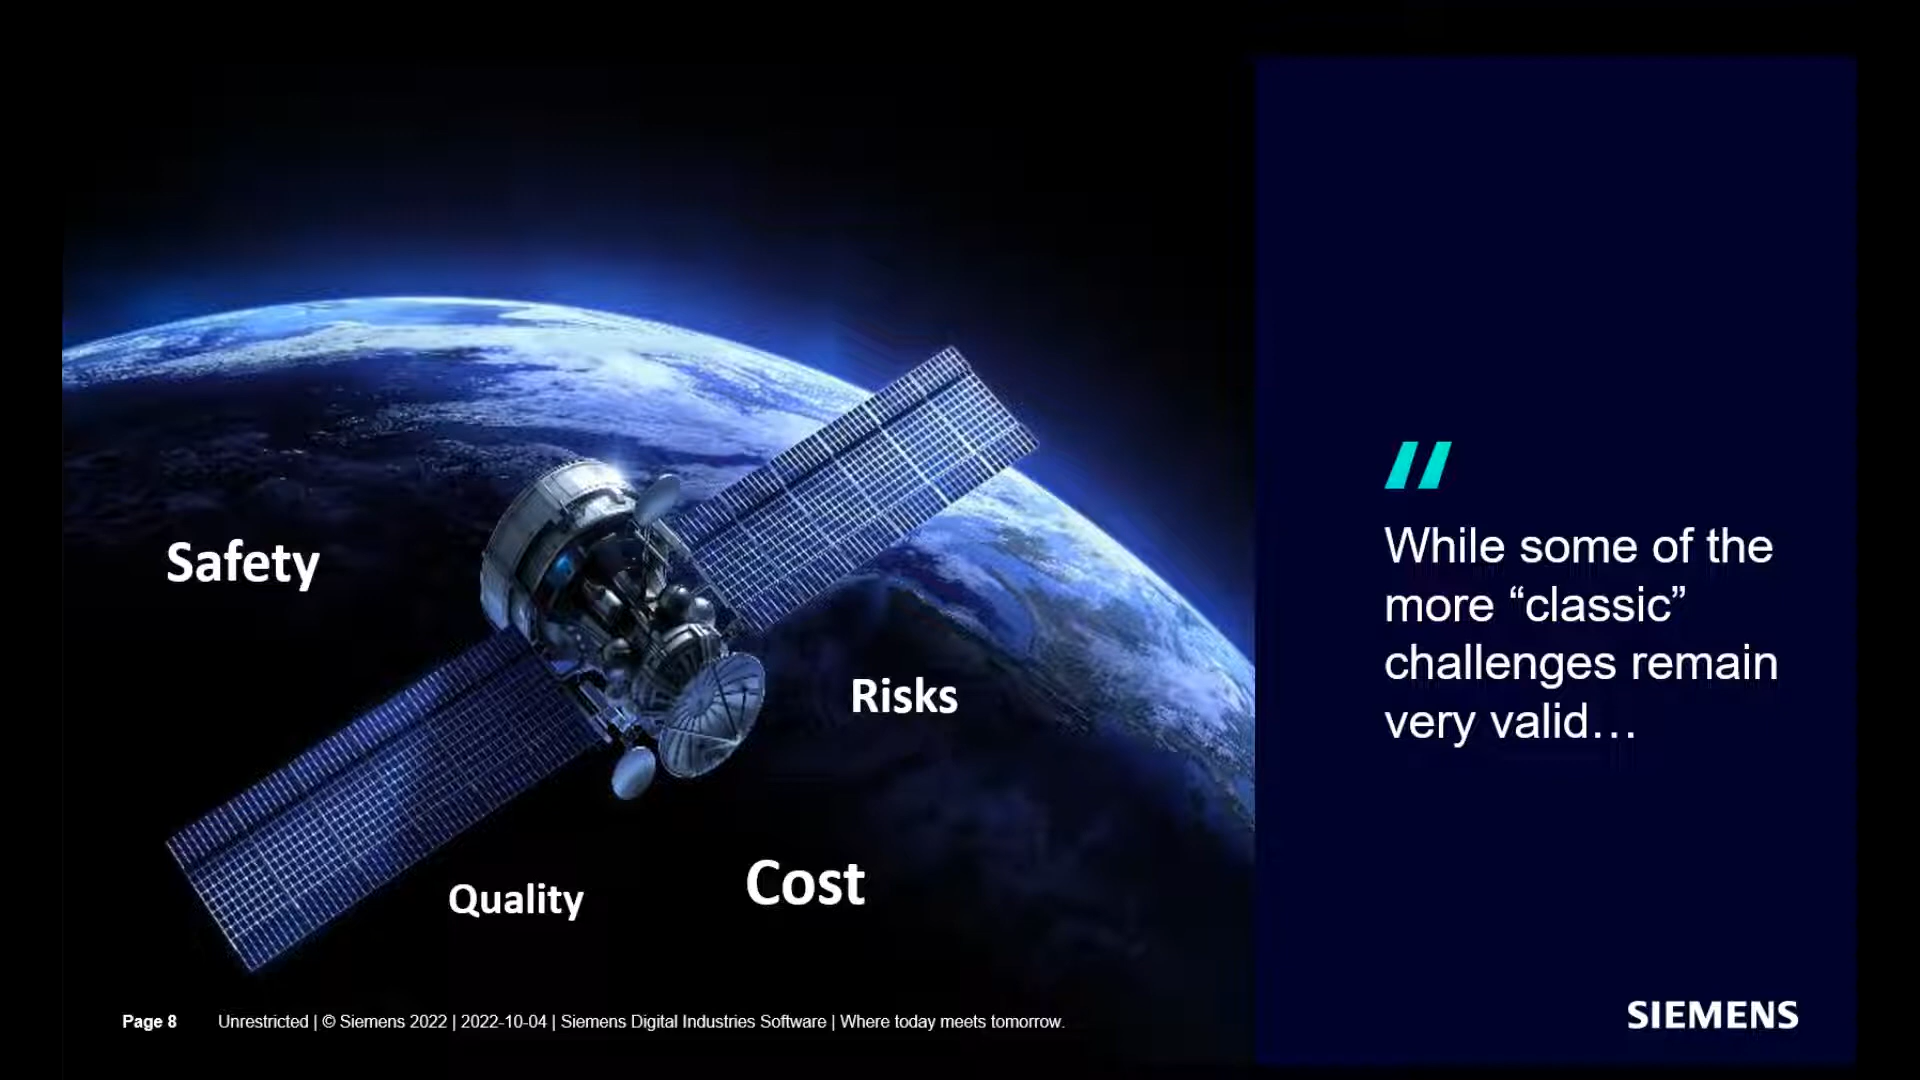 Safety
Risks
Cost
Quality
While some of the
more “classic”
challenges remain
very valid…
Page 8 Unrestricted | © Siemens 2022 | 2022-10-04 | Siemens Digital Industries Software | Where today meets tomorrow.
SIEMENS